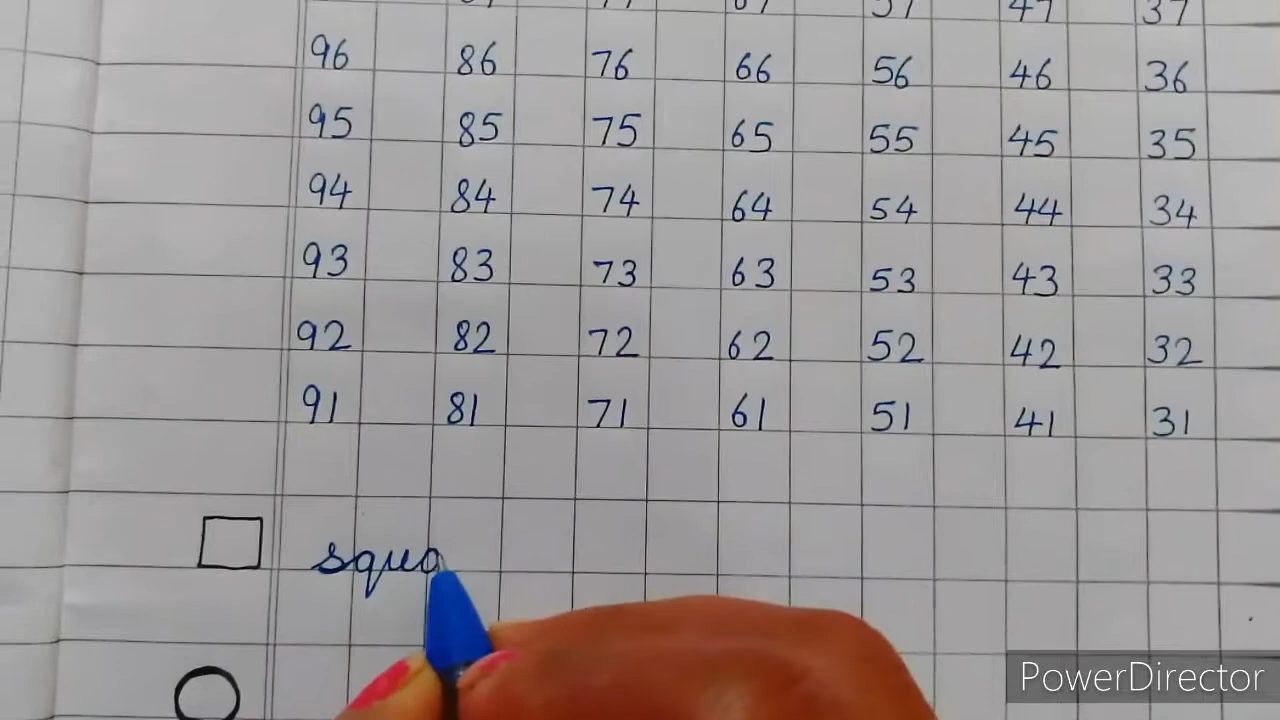 47 37
96 86 76 66 56 46 36
95 85 75 65 55 45 35
94 84 74 64 54 44 34
93 83 73 63 53 43 33
92 82 72 62 52 42 32
91 81 71 61 51 41 31
squa
PowerDirector